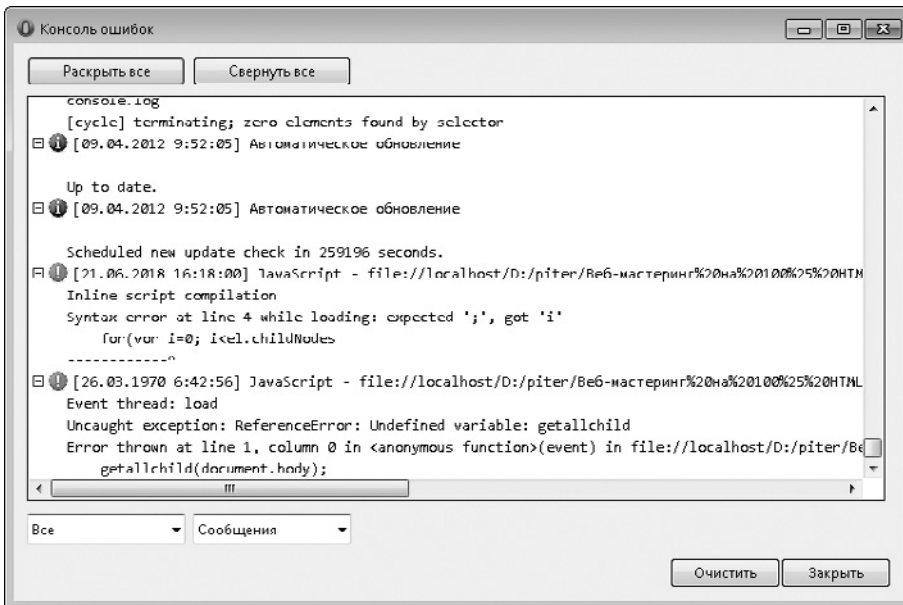 Консоль ошибок
Раскрыть все
Свернуть все
console.log
[cycle] terminating; zero elements found by selector
[09.04.2012 9:52:05] Автоматическое обновление
Up to date.
[09.04.2012 9:52:05] Автоматическое обновление
Scheduled new update check in 259196 seconds.
[21.06.2018 16:18:00] JavaScript - file://localhost/D:/piter/Веб-мастеринг%20на%20100%25%20HTM
Inline script compilation
Syntax error at line 4 while loading: expected ';', got 'i'
for(vor i=0; i<el.childNodes
------------^
[26.03.1970 6:42:56] JavaScript - file://localhost/D:/piter/Веб-мастеринг%20на%20100%25%20HTML
Event thread: load
Uncaught exception: ReferenceError: Undefined variable: getallchild
Error thrown at line 1, column 0 in <anonymous function>(event) in file://localhost/D:/piter/Ве
getallchild(document.body);
Все
Сообщения
Очистить
Закрыть